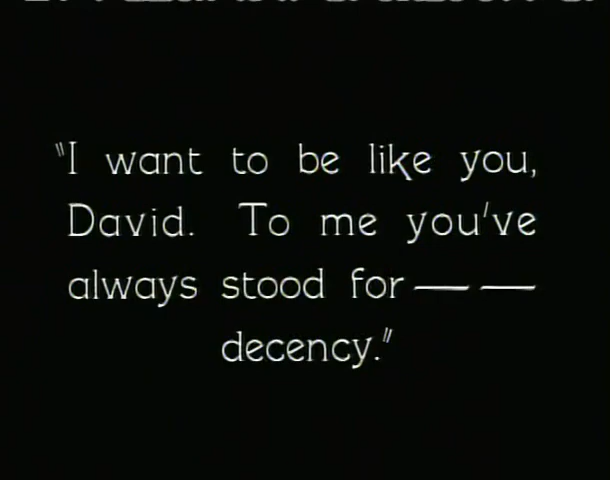 "I want to be like you,
David. To me you've
always stood for — —
decency."